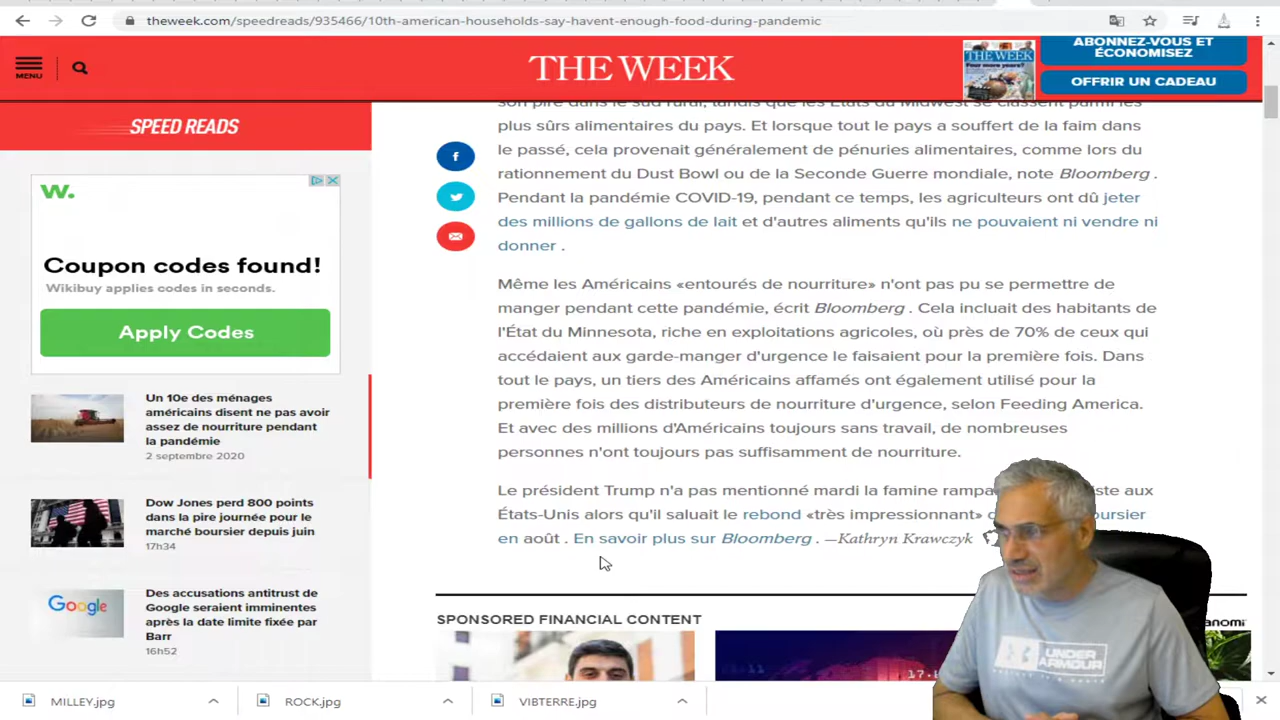 theweek.com/speedreads/935466/10th-american-households-say-havent-enough-food-during-pandemic
MENU
THE WEEK
THE WEEK
ABONNEZ-VOUS ET
ÉCONOMISEZ
OFFRIR UN CADEAU
SPEED READS
w.
Coupon codes found!
Wikibuy applies codes in seconds.
Apply Codes
Un 10e des ménages
américains disent ne pas avoir
assez de nourriture pendant
la pandémie
2 septembre 2020
Dow Jones perd 800 points
dans la pire journée pour le
marché boursier depuis juin
17h34
Google
Des accusations antitrust de
Google seraient imminentes
après la date limite fixée par
Barr
16h52
son pire dans le sud rural, tandis que les États du Midwest se classent parmi les
plus sûrs alimentaires du pays. Et lorsque tout le pays a souffert de la faim dans
le passé, cela provenait généralement de pénuries alimentaires, comme lors du
rationnement du Dust Bowl ou de la Seconde Guerre mondiale, note Bloomberg .
Pendant la pandémie COVID-19, pendant ce temps, les agriculteurs ont dû jeter
des millions de gallons de lait et d'autres aliments qu'ils ne pouvaient ni vendre ni
donner .
Même les Américains «entourés de nourriture» n'ont pas pu se permettre de
manger pendant cette pandémie, écrit Bloomberg . Cela incluait des habitants de
l'État du Minnesota, riche en exploitations agricoles, où près de 70% de ceux qui
accédaient aux garde-manger d'urgence le faisaient pour la première fois. Dans
tout le pays, un tiers des Américains affamés ont également utilisé pour la
première fois des distributeurs de nourriture d'urgence, selon Feeding America.
Et avec des millions d'Américains toujours sans travail, de nombreuses
personnes n'ont toujours pas suffisamment de nourriture.
Le président Trump n'a pas mentionné mardi la famine aux
États-Unis alors qu'il saluait le rebond «très impressionnant»
en août . En savoir plus sur Bloomberg . —Kathryn Krawczyk
SPONSORED FINANCIAL CONTENT
UNDER
ARMOUR
MILLEY.jpg
ROCK.jpg
VIBTERRE.jpg